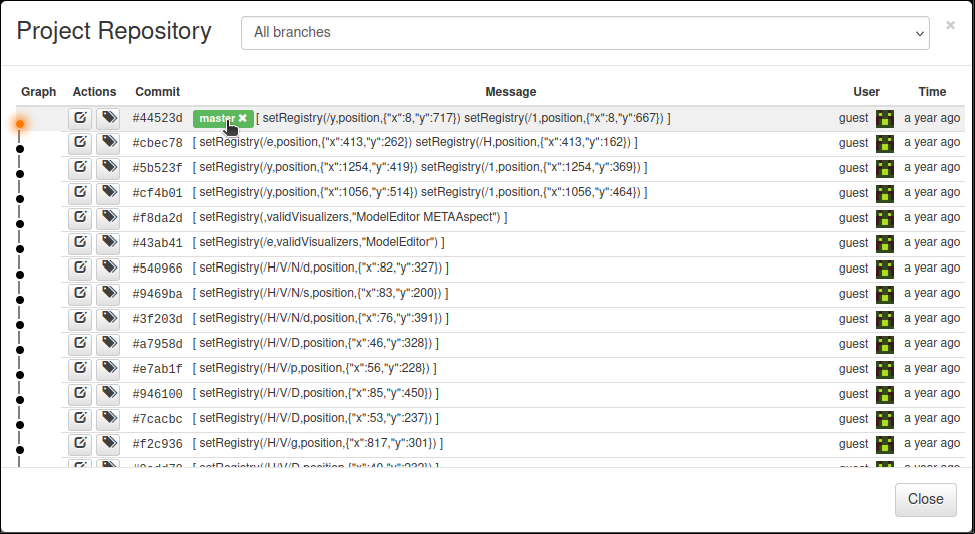 Project Repository All branches ×
Graph Actions Commit Message User Time
#44523d master × [ setRegistry(/y,position,{"x":8,"y":717}) setRegistry(/1,position,{"x":8,"y":667}) ] guest a year ago
#cbec78 [ setRegistry(/e,position,{"x":413,"y":262}) setRegistry(/H,position,{"x":413,"y":162}) ] guest a year ago
#5b523f [ setRegistry(/y,position,{"x":1254,"y":419}) setRegistry(/1,position,{"x":1254,"y":369}) ] guest a year ago
#cf4b01 [ setRegistry(/y,position,{"x":1056,"y":514}) setRegistry(/1,position,{"x":1056,"y":464}) ] guest a year ago
#f8da2d [ setRegistry(,validVisualizers,"ModelEditor METAAspect") ] guest a year ago
#43ab41 [ setRegistry(/e,validVisualizers,"ModelEditor") ] guest a year ago
#540966 [ setRegistry(/H/V/N/d,position,{"x":82,"y":327}) ] guest a year ago
#9469ba [ setRegistry(/H/V/N/s,position,{"x":83,"y":200}) ] guest a year ago
#3f203d [ setRegistry(/H/V/N/d,position,{"x":76,"y":391}) ] guest a year ago
#a7958d [ setRegistry(/H/V/D,position,{"x":46,"y":328}) ] guest a year ago
#e7ab1f [ setRegistry(/H/V/p,position,{"x":56,"y":228}) ] guest a year ago
#946100 [ setRegistry(/H/V/D,position,{"x":85,"y":450}) ] guest a year ago
#7cacbc [ setRegistry(/H/V/D,position,{"x":53,"y":237}) ] guest a year ago
#f2c936 [ setRegistry(/H/V/g,position,{"x":817,"y":301}) ] guest a year ago
guest a year ago
Close